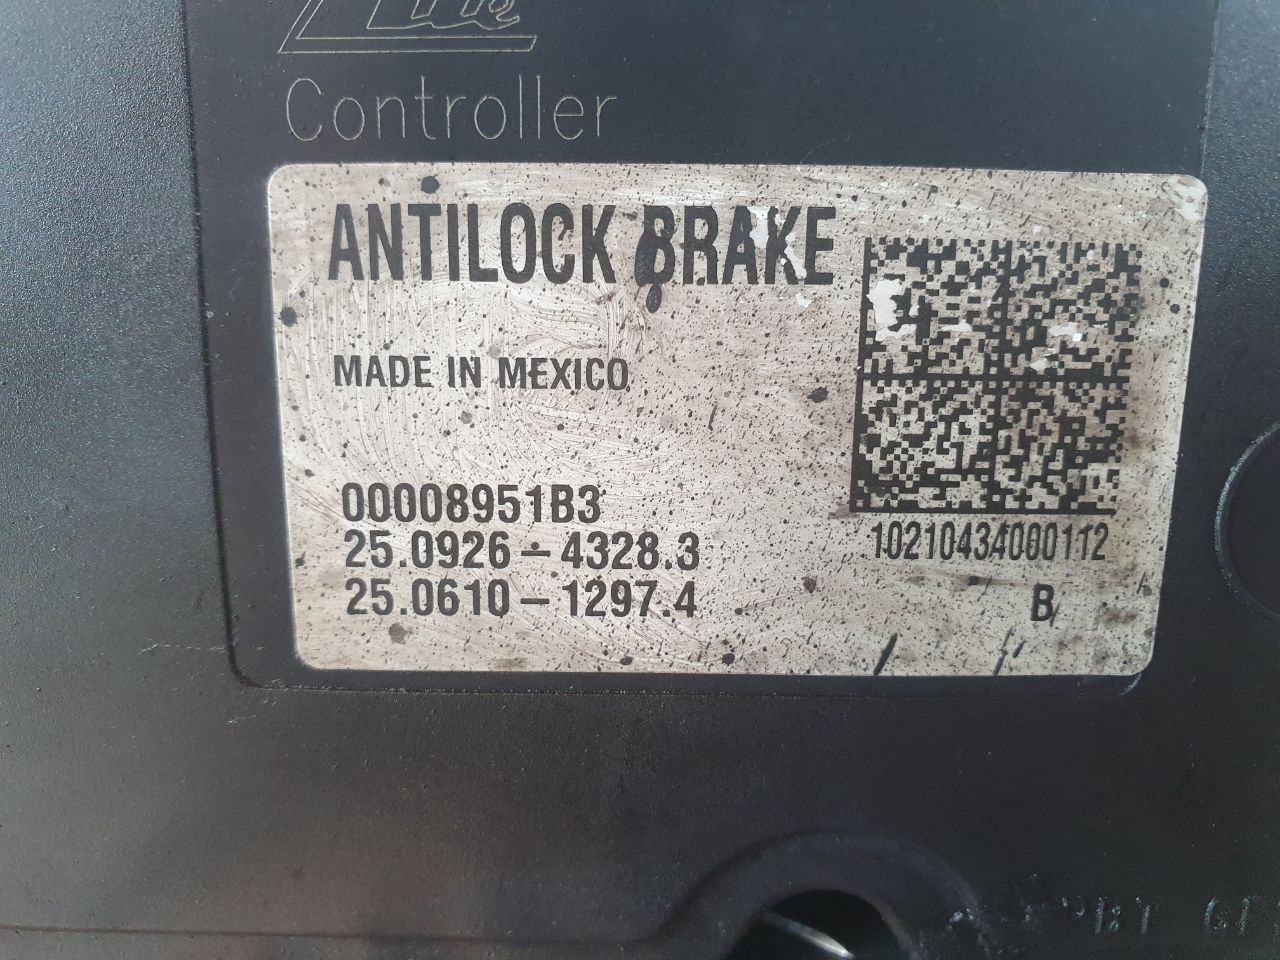 Controller
ANTILOCK BRAKE
MADE IN MEXICO
00008951B3
25.0926-4328.3
25.0610-1297.4
10210434000112
B